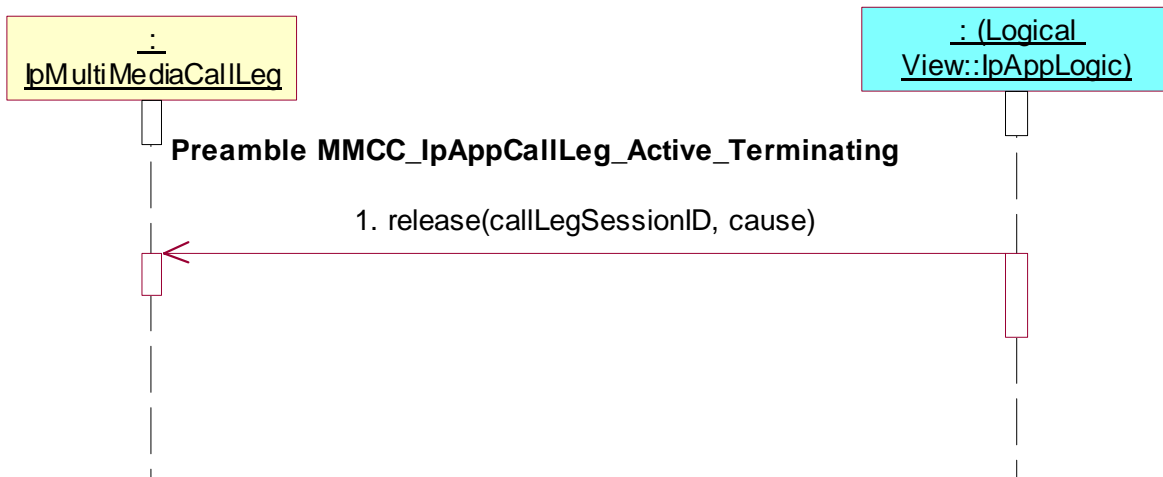 :
IpMultiMediaCallLeg
: (Logical
View::IpAppLogic)
Preamble MMCC_IpAppCallLeg_Active_Terminating
1. release(callLegSessionID, cause)